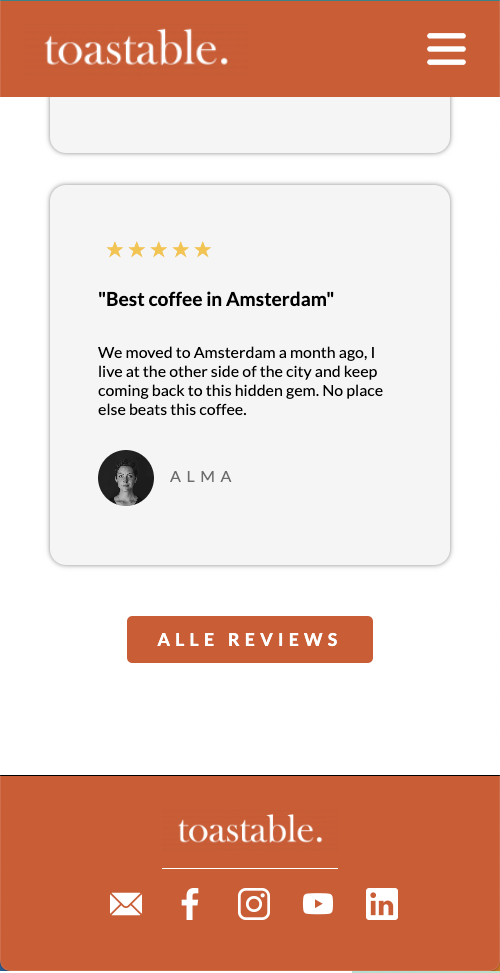 toastable.
"Best coffee in Amsterdam"
We moved to Amsterdam a month ago, I
live at the other side of the city and keep
coming back to this hidden gem. No place
else beats this coffee.
ALMA
ALLE REVIEWS
toastable.